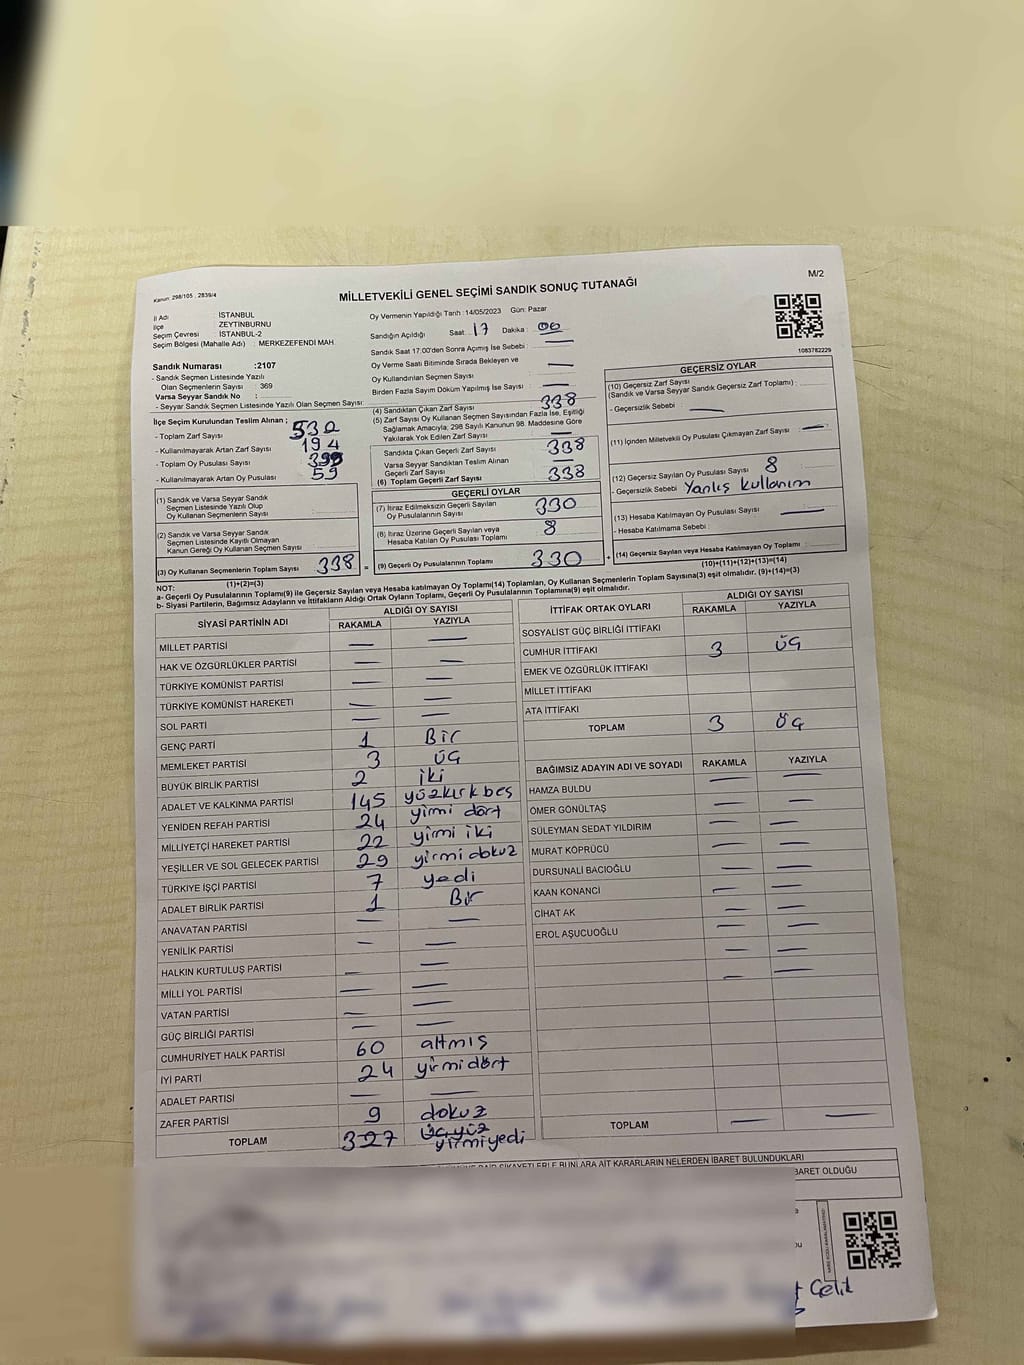 Kanun: 298/105 ; 2839/4
M/2
MİLLETVEKİLİ GENEL SEÇİMİ SANDIK SONUÇ TUTANAĞI
İl Adı : İSTANBUL
İlçe : ZEYTİNBURNU
Seçim Çevresi : İSTANBUL-2
Seçim Bölgesi (Mahalle Adı) : MERKEZEFENDİ MAH.
Sandık Numarası :2107
- Sandık Seçmen Listesinde Yazılı
Olan Seçmenlerin Sayısı : 369
Varsa Seyyar Sandık No :
- Seyyar Sandık Seçmen Listesinde Yazılı Olan Seçmen Sayısı:
İlçe Seçim Kurulundan Teslim Alınan ;
- Toplam Zarf Sayısı : 532
- Kullanılmayarak Artan Zarf Sayısı : 194
- Toplam Oy Pusulası Sayısı :
- Kullanılmayarak Artan Oy Pusulası : 59
(1) Sandık ve Varsa Seyyar Sandık
Seçmen Listesinde Yazılı Olup
Oy Kullanan Seçmenlerin Sayısı :
(2) Sandık ve Varsa Seyyar Sandık
Seçmen Listesinde Kayıtlı Olmayan
Kanun Gereği Oy Kullanan Seçmen Sayısı :
(3) Oy Kullanan Seçmenlerin Toplam Sayısı : 338
(1)+(2)=(3)
Oy Vermenin Yapıldığı Tarih :14/05/2023 Gün: Pazar
Sandığın Açıldığı Saat: 17 Dakika : 00
Sandık Saat 17:00'den Sonra Açımış İse Sebebi : —
Oy Verme Saati Bitiminde Sırada Bekleyen ve
Oy Kullandırılan Seçmen Sayısı : —
Birden Fazla Sayım Döküm Yapılmış İse Sayısı : —
(4) Sandıktan Çıkan Zarf Sayısı : 338
(5) Zarf Sayısı Oy Kullanan Seçmen Sayısından Fazla İse, Eşitliği
Sağlamak Amacıyla; 298 Sayılı Kanunun 98. Maddesine Göre
Yakılarak Yok Edilen Zarf Sayısı : —
Sandıkta Çıkan Geçerli Zarf Sayısı : 338
Varsa Seyyar Sandıktan Teslim Alınan
Geçerli Zarf Sayısı : —
(6) Toplam Geçerli Zarf Sayısı : 338
GEÇERLİ OYLAR
(7) İtiraz Edilmeksizin Geçerli Sayılan
Oy Pusulalarının Sayısı : 330
(8) İtiraz Üzerine Geçerli Sayılan veya
Hesaba Katılan Oy Pusulası Toplamı : 8
= (9) Geçerli Oy Pusulalarının Toplamı : 330 +
1083782229
GEÇERSİZ OYLAR
(10) Geçersiz Zarf Sayısı
(Sandık ve Varsa Seyyar Sandık Geçersiz Zarf Toplamı) :
- Geçersizlik Sebebi : —
(11) İçinden Milletvekili Oy Pusulası Çıkmayan Zarf Sayısı : —
(12) Geçersiz Sayılan Oy Pusulası Sayısı : 8
- Geçersizlik Sebebi : Yanlış kullanım
(13) Hesaba Katılmayan Oy Pusulası Sayısı : —
- Hesaba Katılmama Sebebi :
(14) Geçersiz Sayılan veya Hesaba Katılmayan Oy Toplamı :
(10)+(11)+(12)+(13)=(14)
NOT:
a- Geçerli Oy Pusulalarının Toplamı(9) ile Geçersiz Sayılan veya Hesaba katılmayan Oy Toplamı(14) Toplamları, Oy Kullanan Seçmenlerin Toplam Sayısına(3) eşit olmalıdır. (9)+(14)=(3)
b- Siyasi Partilerin, Bağımsız Adayların ve İttifakların Aldığı Ortak Oyların Toplamı, Geçerli Oy Pusulalarının Toplamına(9) eşit olmalıdır.
SİYASİ PARTİNİN ADI ALDIĞI OY SAYISI
RAKAMLA YAZIYLA
MİLLET PARTİSİ — —
HAK VE ÖZGÜRLÜKLER PARTİSİ — —
TÜRKİYE KOMÜNİST PARTİSİ — —
TÜRKİYE KOMÜNİST HAREKETİ — —
SOL PARTİ — —
GENÇ PARTİ 1 Bir
MEMLEKET PARTİSİ 3 üç
BÜYÜK BİRLİK PARTİSİ 2 iki
ADALET VE KALKINMA PARTİSİ 145 yüzkırkbeş
YENİDEN REFAH PARTİSİ 24 yirmi dört
MİLLİYETÇİ HAREKET PARTİSİ 22 yirmi iki
YEŞİLLER VE SOL GELECEK PARTİSİ 29 yirmi dokuz
TÜRKİYE İŞÇİ PARTİSİ 7 yedi
ADALET BİRLİK PARTİSİ 1 Bir
ANAVATAN PARTİSİ — —
YENİLİK PARTİSİ — —
HALKIN KURTULUŞ PARTİSİ — —
MİLLİ YOL PARTİSİ — —
VATAN PARTİSİ — —
GÜÇ BİRLİĞİ PARTİSİ — —
CUMHURİYET HALK PARTİSİ 60 altmış
İYİ PARTİ 24 yirmi dört
ADALET PARTİSİ — —
ZAFER PARTİSİ 9 dokuz
TOPLAM 327 üçyüz yirmiyedi
İTTİFAK ORTAK OYLARI ALDIĞI OY SAYISI
RAKAMLA YAZIYLA
SOSYALİST GÜÇ BİRLİĞİ İTTİFAKI
CUMHUR İTTİFAKI 3 üç
EMEK VE ÖZGÜRLÜK İTTİFAKI
MİLLET İTTİFAKI
ATA İTTİFAKI
TOPLAM 3 üç
BAĞIMSIZ ADAYIN ADI VE SOYADI RAKAMLA YAZIYLA
HAMZA BULDU — —
ÖMER GÖNÜLTAŞ — —
SÜLEYMAN SEDAT YILDIRIM — —
MURAT KÖPRÜCÜ — —
DURSUNALİ BACIOĞLU — —
KAAN KONANCİ — —
CİHAT AK — —
EROL AŞUCUOĞLU — —
TOPLAM — —
ŞİKAYETLERLE BUNLARA AİT KARARLARIN NELERDEN İBARET BULUNDUKLARI
BARET OLDUĞU
Çelik